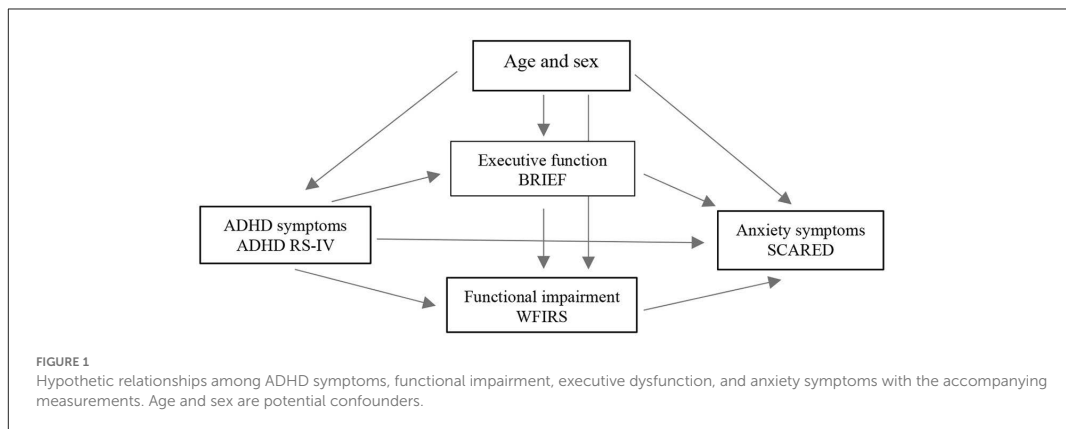 Age and sex
Executive function
BRIEF
ADHD symptoms
ADHD RS-IV
Anxiety symptoms
SCARED
Functional impairment
WFIRS
FIGURE 1
Hypothetic relationships among ADHD symptoms, functional impairment, executive dysfunction, and anxiety symptoms with the accompanying
measurements. Age and sex are potential confounders.